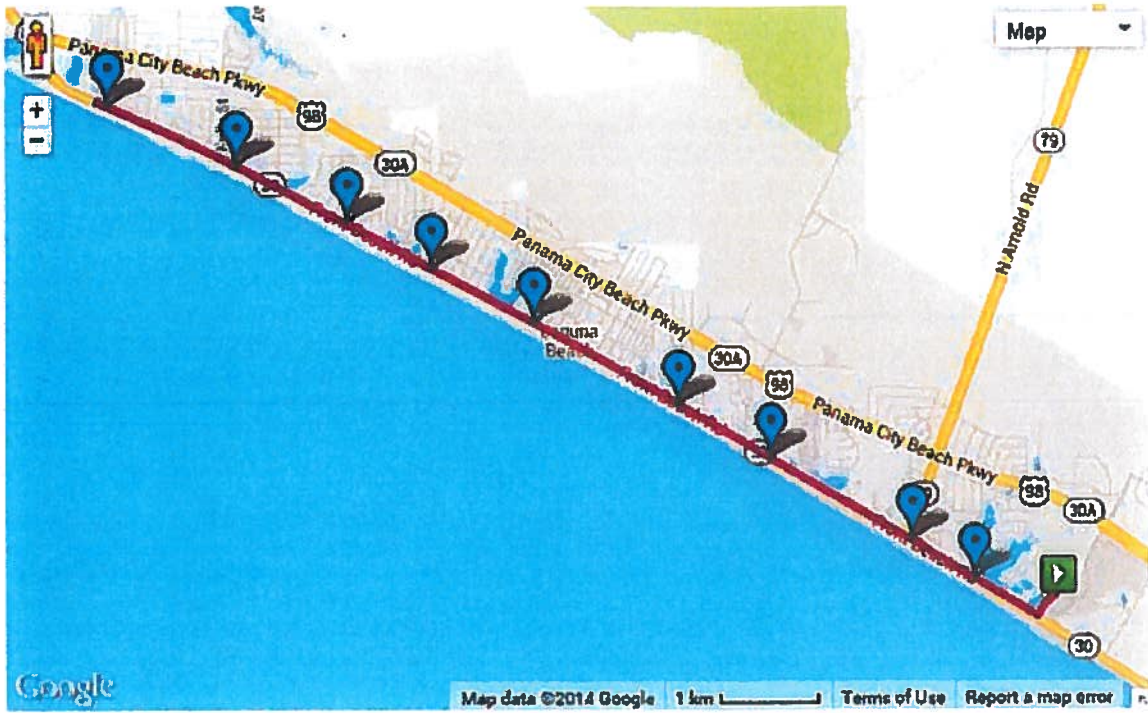 Map
Panama City Beach Pkwy
98
30A
79
N Arnold Rd
Panama City Beach Pkwy
Laguna
Beach
30A
98
Panama City Beach Pkwy
98
30A
30
Google
Map data ©2014 Google
1 km
Terms of Use
Report a map error